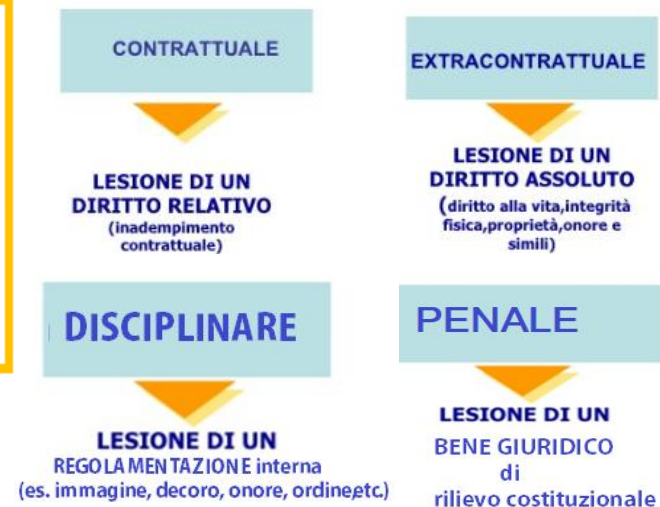 CONTRATTUALE
LESIONE DI UN
DIRITTO RELATIVO
(inadempimento
contrattuale)
EXTRACONTRATTUALE
LESIONE DI UN
DIRITTO ASSOLUTO
(diritto alla vita,integrità
fisica,proprietà,onore e
simili)
DISCIPLINARE
LESIONE DI UN
REGOLAMENTAZIONE interna
(es. immagine, decoro, onore, ordine,etc.)
PENALE
LESIONE DI UN
BENE GIURIDICO
di
rilievo costituzionale